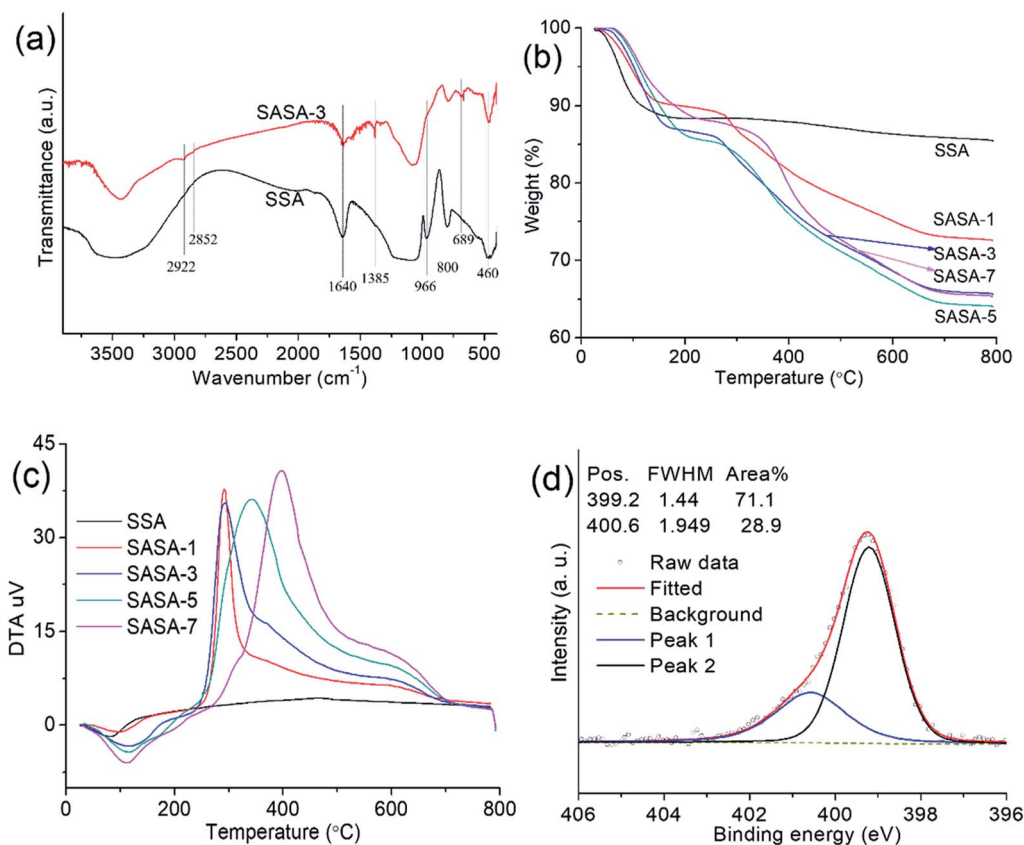 (a)
Transmittance (a.u.)
SASA-3
SSA
2922
2852
1640
1385
966
800
689
460
3500 3000 2500 2000 1500 1000 500
Wavenumber (cm⁻¹)
(b)
100
90
80
70
60
Weight (%)
SSA
SASA-1
SASA-3
SASA-7
SASA-5
0 200 400 600 800
Temperature (°C)
(c)
45
30
15
0
DTA uV
SSA
SASA-1
SASA-3
SASA-5
SASA-7
0 200 400 600 800
Temperature (°C)
(d)
Pos. FWHM Area%
399.2 1.44 71.1
400.6 1.949 28.9
Raw data
Fitted
Background
Peak 1
Peak 2
Intensity (a. u.)
406 404 402 400 398 396
Binding energy (eV)